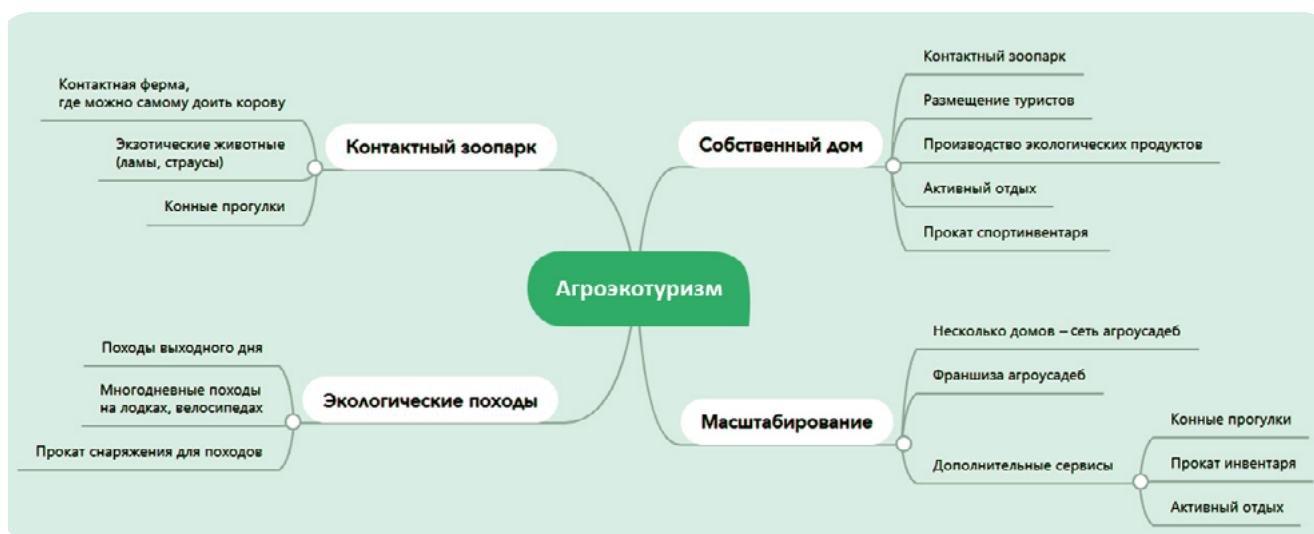 Контактная ферма,
где можно самому доить корову
Экзотические животные
(ламы, страусы)
Конные прогулки
Контактный зоопарк
Собственный дом
Контактный зоопарк
Размещение туристов
Производство экологических продуктов
Активный отдых
Прокат спортинвентаря
Агроэкотуризм
Походы выходного дня
Многодневные походы
на лодках, велосипедах
Прокат снаряжения для походов
Экологические походы
Масштабирование
Несколько домов – сеть агроусадеб
Франшиза агроусадеб
Дополнительные сервисы
Конные прогулки
Прокат инвентаря
Активный отдых